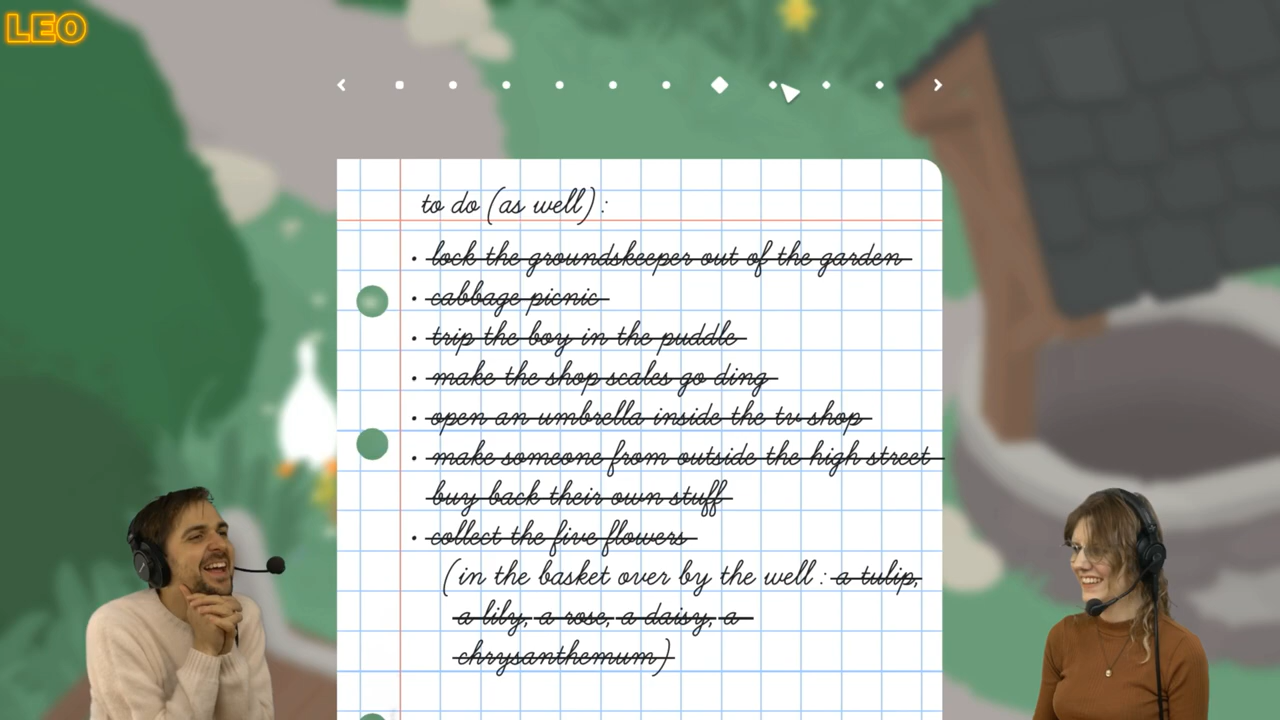 LEO
to do (as well):
• lock the groundskeeper out of the garden
• cabbage picnic
• trip the boy in the puddle
• make the shop scales go ding
• open an umbrella inside the tv shop
• make someone from outside the high street
buy back their own stuff
• collect the five flowers
(in the basket over by the well: a tulip,
a lily, a rose, a daisy, a
chrysanthemum)